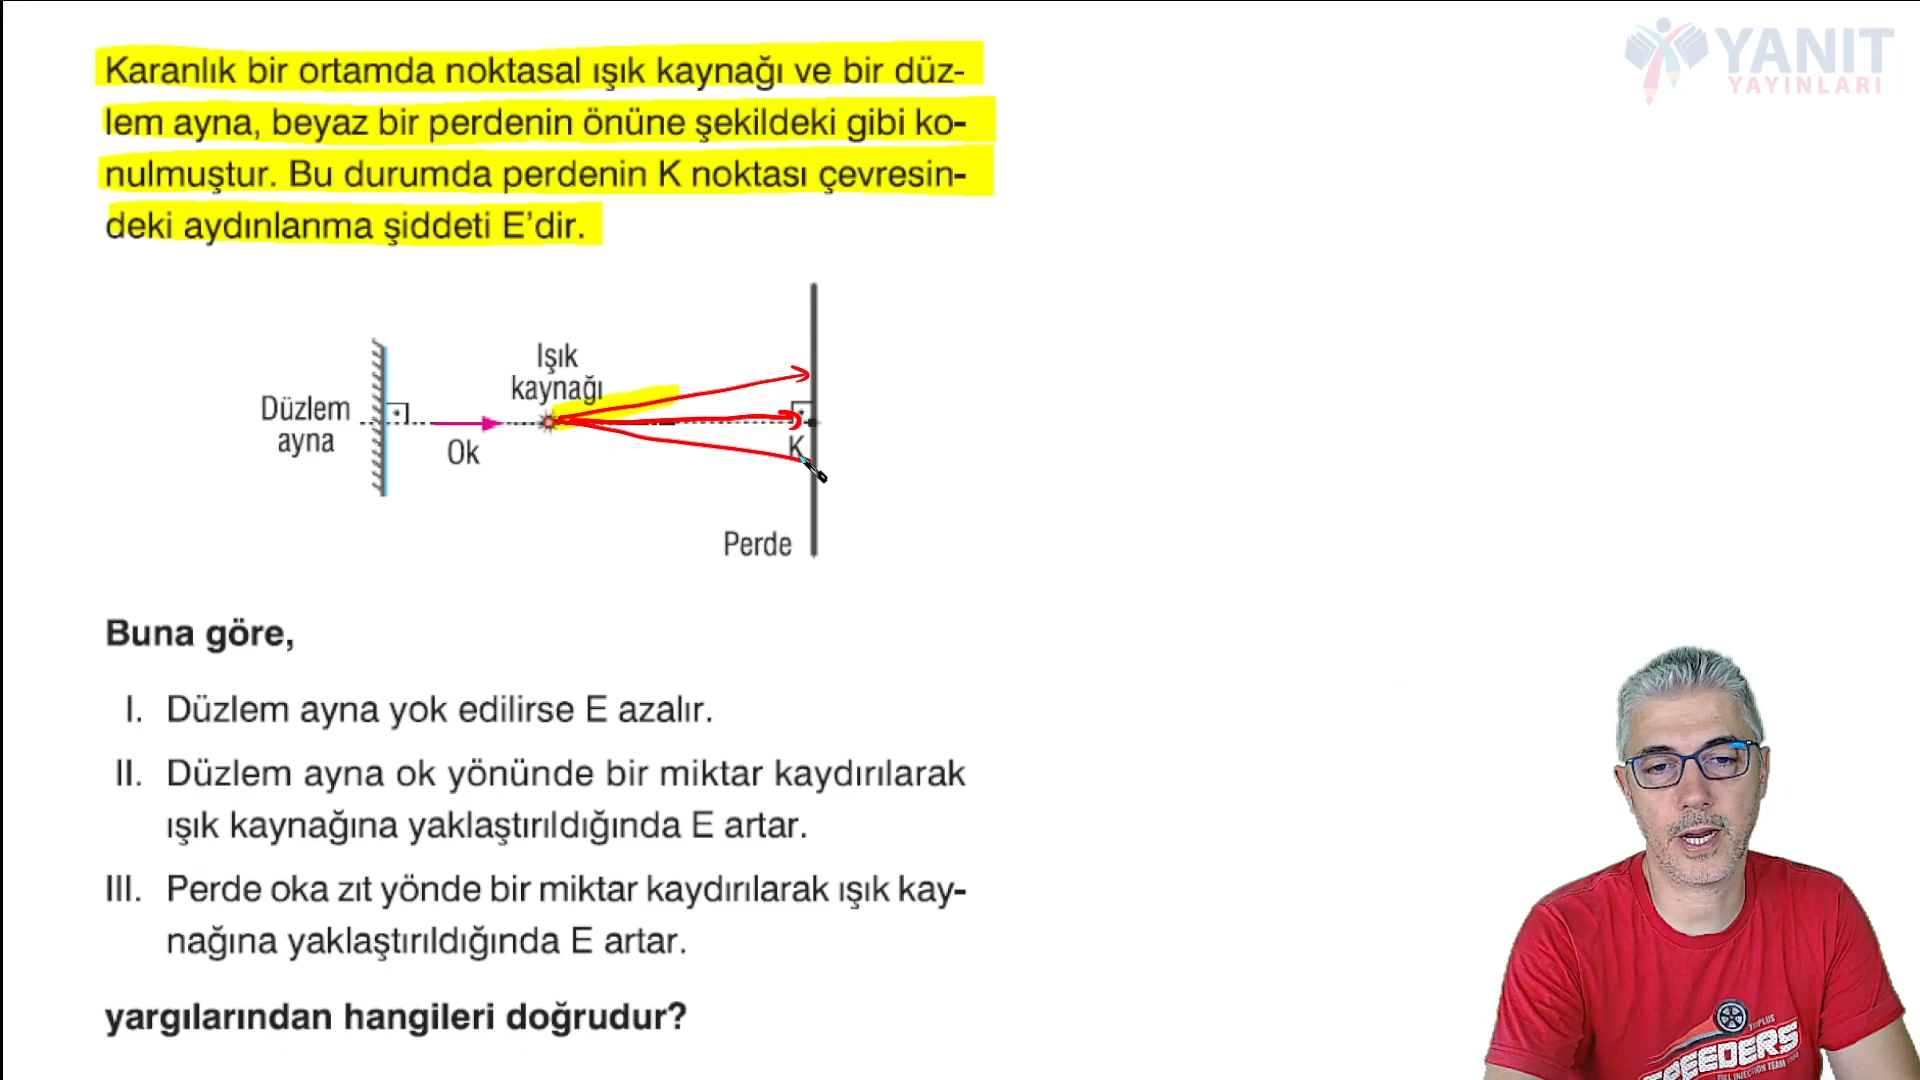 YANIT
YAYINLARI
Karanlık bir ortamda noktasal ışık kaynağı ve bir düz-
lem ayna, beyaz bir perdenin önüne şekildeki gibi ko-
nulmuştur. Bu durumda perdenin K noktası çevresin-
deki aydınlanma şiddeti E'dir.
Işık
kaynağı
Düzlem
ayna
Ok
K
Perde
Buna göre,
I. Düzlem ayna yok edilirse E azalır.
II. Düzlem ayna ok yönünde bir miktar kaydırılarak
ışık kaynağına yaklaştırıldığında E artar.
III. Perde oka zıt yönde bir miktar kaydırılarak ışık kay-
nağına yaklaştırıldığında E artar.
yargılarından hangileri doğrudur?